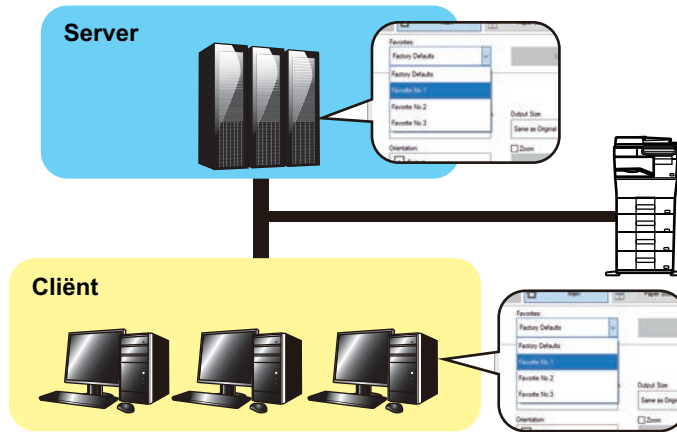 Server
Main
Favorites:
Factory Defaults
Factory Defaults
Favorite No.1
Favorite No.2
Favorite No.3
Output Size:
Same as Original
Orientation:
Zoom
Cliënt
Main
Favorites:
Factory Defaults
Factory Defaults
Favorite No.1
Favorite No.2
Favorite No.3
Output Size:
Same as Origi
Orientation:
Zoom